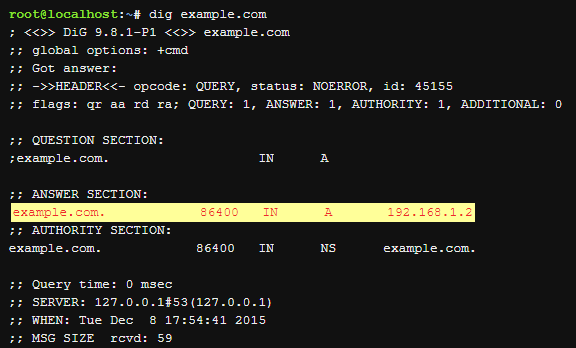 root@localhost:~# dig example.com
; <<>> DiG 9.8.1-P1 <<>> example.com
;; global options: +cmd
;; Got answer:
;; ->>HEADER<<- opcode: QUERY, status: NOERROR, id: 45155
;; flags: qr aa rd ra; QUERY: 1, ANSWER: 1, AUTHORITY: 1, ADDITIONAL: 0
;; QUESTION SECTION:
;example.com. IN A
;; ANSWER SECTION:
example.com. 86400 IN A 192.168.1.2
;; AUTHORITY SECTION:
example.com. 86400 IN NS example.com.
;; Query time: 0 msec
;; SERVER: 127.0.0.1#53(127.0.0.1)
;; WHEN: Tue Dec 8 17:54:41 2015
;; MSG SIZE rcvd: 59